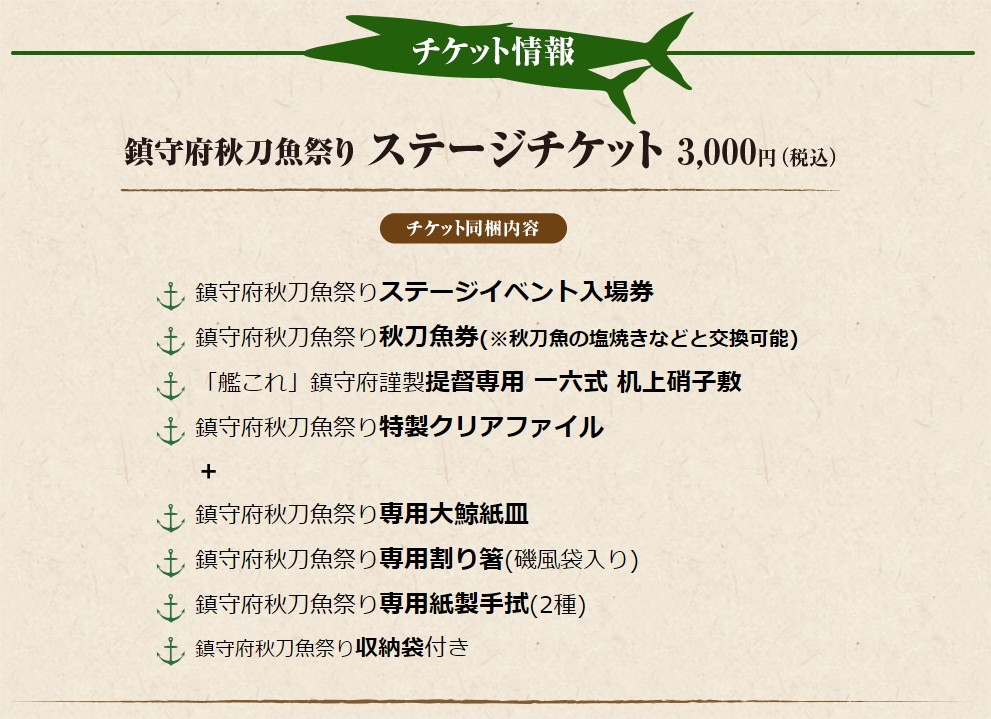 チケット情報
鎮守府秋刀魚祭り ステージチケット 3,000円(税込)
チケット同梱内容
鎮守府秋刀魚祭りステージイベント入場券
鎮守府秋刀魚祭り秋刀魚券(※秋刀魚の塩焼きなどと交換可能)
「艦これ」鎮守府謹製提督専用 一六式 机上硝子敷
鎮守府秋刀魚祭り特製クリアファイル
+
鎮守府秋刀魚祭り専用大鯨紙皿
鎮守府秋刀魚祭り専用割り箸(磯風袋入り)
鎮守府秋刀魚祭り専用紙製手拭(2種)
鎮守府秋刀魚祭り収納袋付き